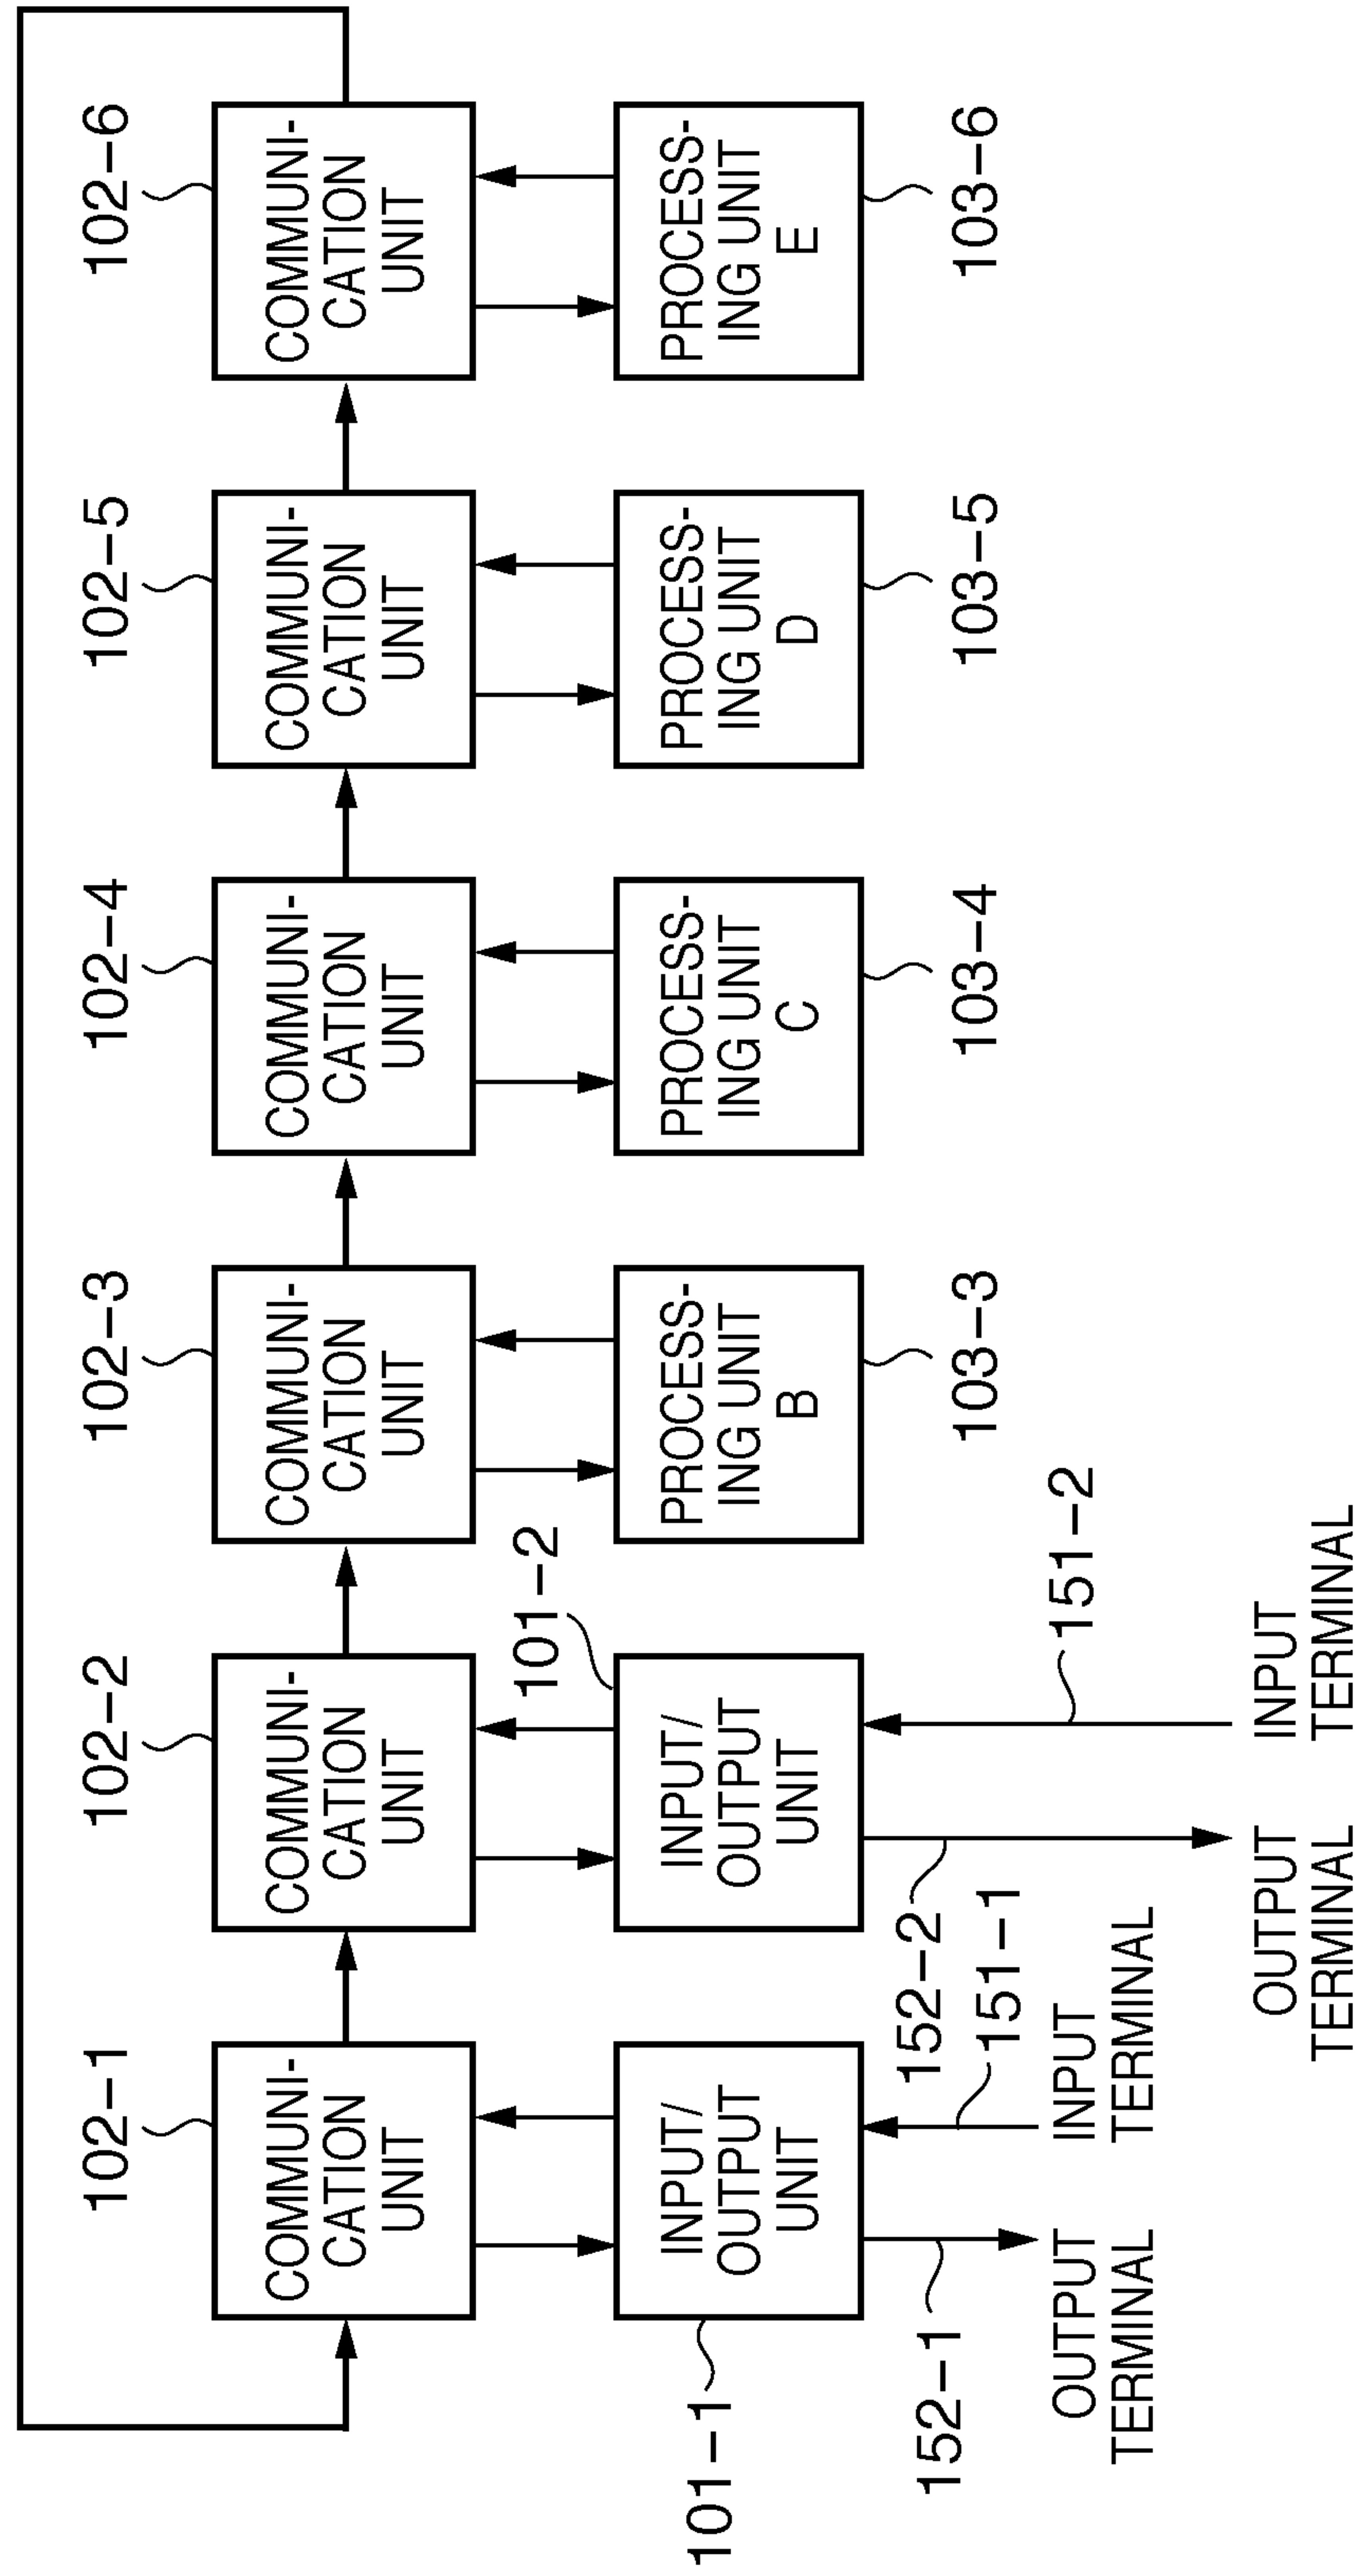 102-1
102-2
102-3
102-4
102-5
102-6
COMMUNI-
CATION
UNIT
COMMUNI-
CATION
UNIT
COMMUNI-
CATION
UNIT
COMMUNI-
CATION
UNIT
COMMUNI-
CATION
UNIT
COMMUNI-
CATION
UNIT
101-1
INPUT/
OUTPUT
UNIT
101-2
INPUT/
OUTPUT
UNIT
PROCESS-
ING UNIT
B
PROCESS-
ING UNIT
C
PROCESS-
ING UNIT
D
PROCESS-
ING UNIT
E
152-1
151-1
152-2
151-2
103-3
103-4
103-5
103-6
OUTPUT
TERMINAL
INPUT
TERMINAL
OUTPUT
TERMINAL
INPUT
TERMINAL